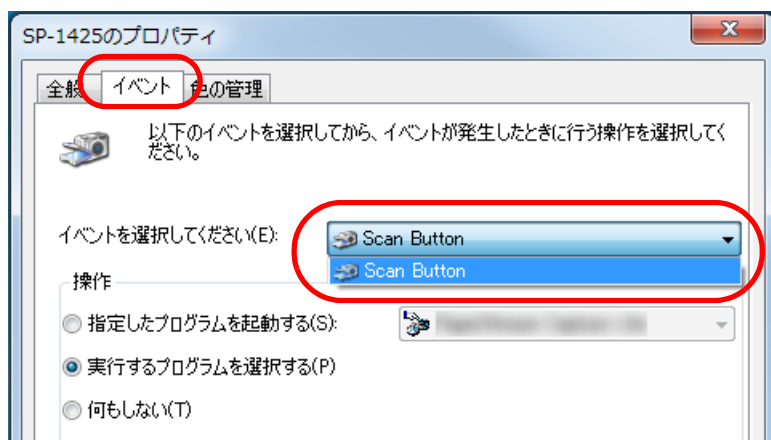 SP-1425のプロパティ
全般 イベント 色の管理
以下のイベントを選択してから、イベントが発生したときに行う操作を選択してく
ださい。
イベントを選択してください(E): Scan Button
Scan Button
操作
指定したプログラムを起動する(S):
実行するプログラムを選択する(P)
何もしない(T)